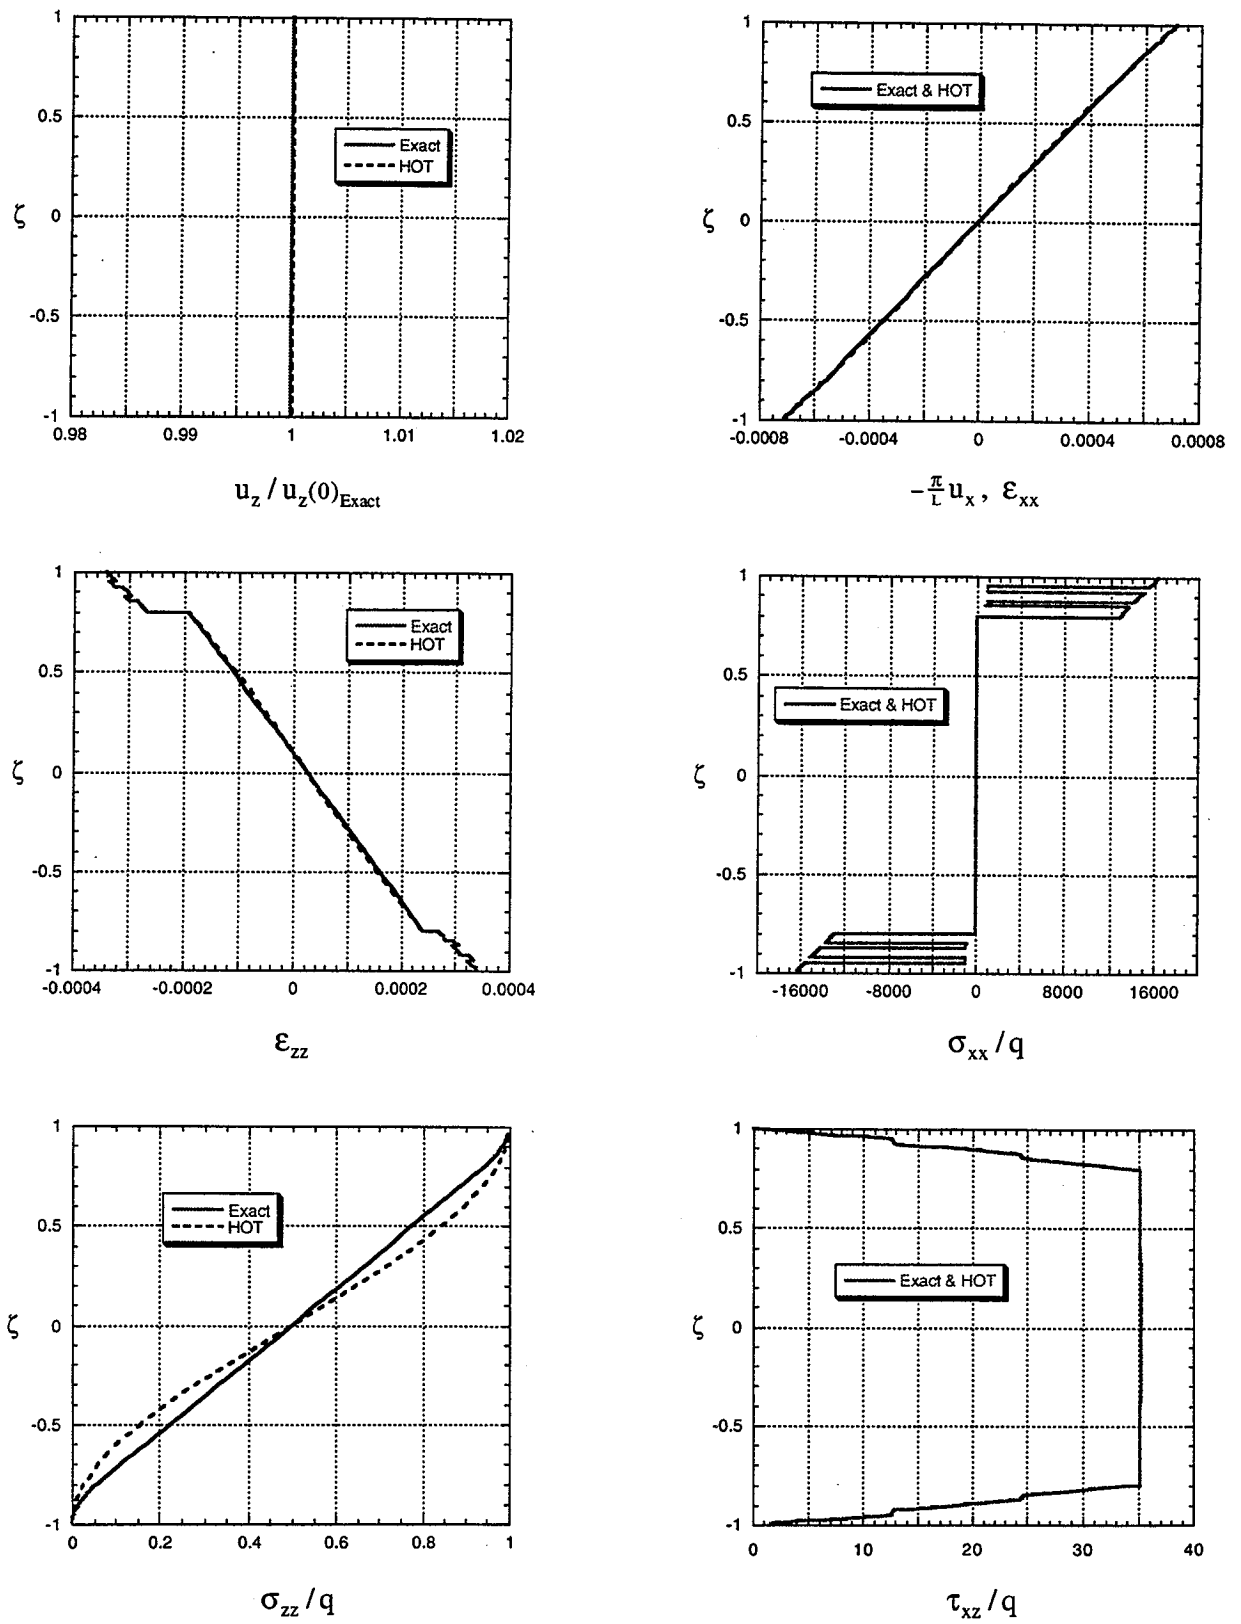 1
0.5
ζ
0
-0.5
-1
0.98
0.99
1
1.01
1.02
Exact
HOT
u_z / u_z(0)_Exact
1
0.5
ζ
0
-0.5
-1
-0.0008
-0.0004
0
0.0004
0.0008
Exact & HOT
-π/L u_x , ε_xx
1
0.5
ζ
0
-0.5
-1
-0.0004
-0.0002
0
0.0002
0.0004
Exact
HOT
ε_zz
1
0.5
ζ
0
-0.5
-1
-16000
-8000
0
8000
16000
Exact & HOT
σ_xx / q
1
0.5
ζ
0
-0.5
-1
0
0.2
0.4
0.6
0.8
1
Exact
HOT
σ_zz / q
1
0.5
ζ
0
-0.5
-1
0
10
20
30
40
Exact & HOT
τ_xz / q